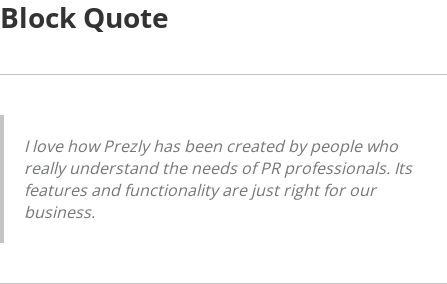 Block Quote
I love how Prezly has been created by people who
really understand the needs of PR professionals. Its
features and functionality are just right for our
business.